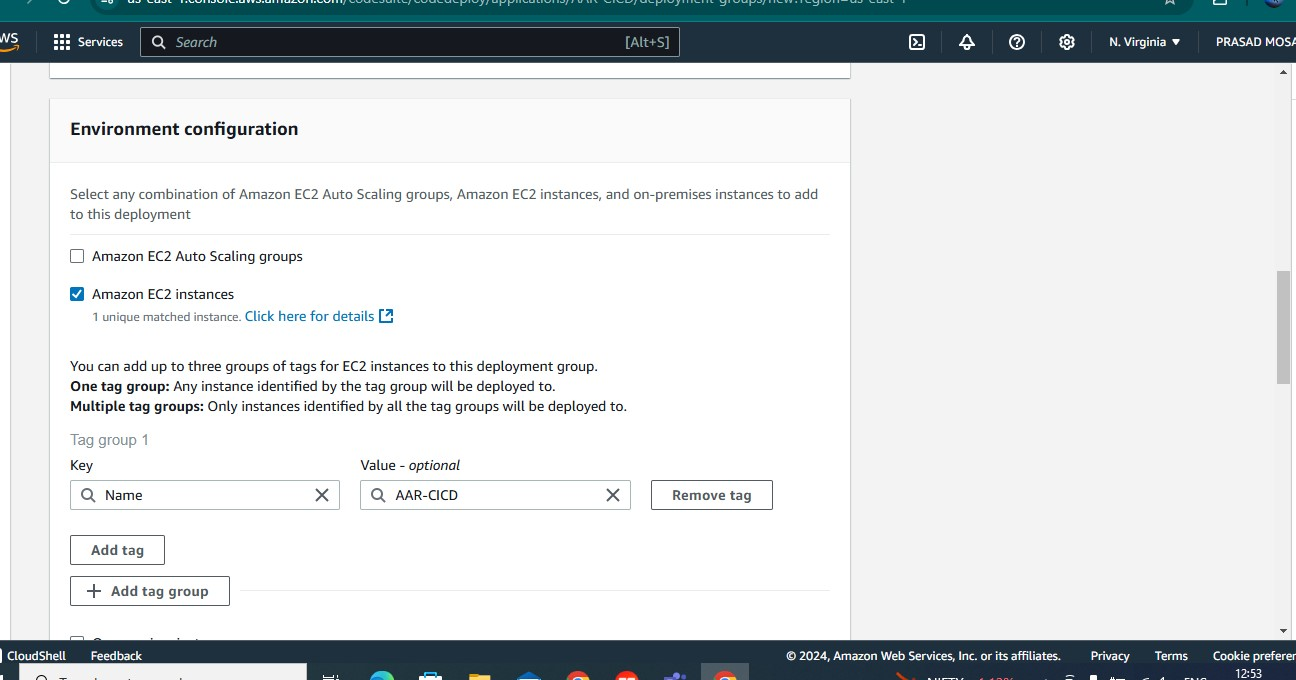 Services
Search
[Alt+S]
N. Virginia
PRASAD MOSA
Environment configuration
Select any combination of Amazon EC2 Auto Scaling groups, Amazon EC2 instances, and on-premises instances to add
to this deployment
Amazon EC2 Auto Scaling groups
Amazon EC2 instances
1 unique matched instance. Click here for details
You can add up to three groups of tags for EC2 instances to this deployment group.
One tag group: Any instance identified by the tag group will be deployed to.
Multiple tag groups: Only instances identified by all the tag groups will be deployed to.
Tag group 1
Key
Value - optional
Name
AAR-CICD
Remove tag
Add tag
Add tag group
CloudShell
Feedback
© 2024, Amazon Web Services, Inc. or its affiliates.
Privacy
Terms
Cookie preferen
12:53